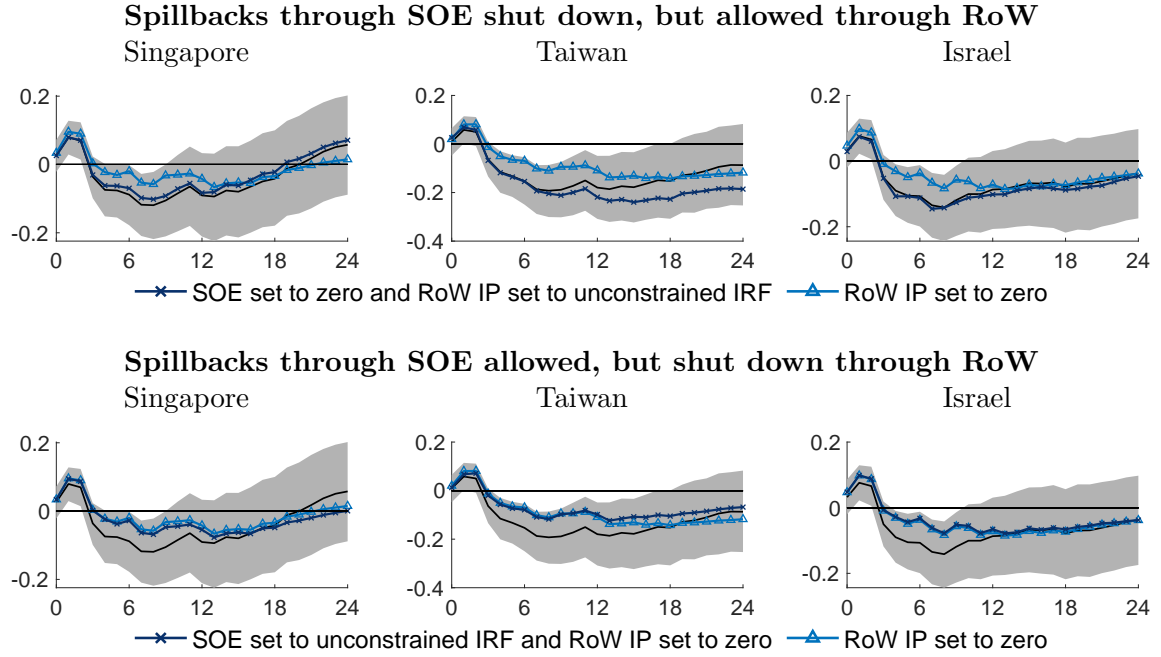 Spillbacks through SOE shut down, but allowed through RoW
Singapore Taiwan Israel
0.2 0 -0.2
0 6 12 18 24
0.2 0 -0.2 -0.4
0 6 12 18 24
0.2 0 -0.2
0 6 12 18 24
SOE set to zero and RoW IP set to unconstrained IRF RoW IP set to zero
Spillbacks through SOE allowed, but shut down through RoW
Singapore Taiwan Israel
0.2 0 -0.2
0 6 12 18 24
0.2 0 -0.2 -0.4
0 6 12 18 24
0.2 0 -0.2
0 6 12 18 24
SOE set to unconstrained IRF and RoW IP set to zero RoW IP set to zero